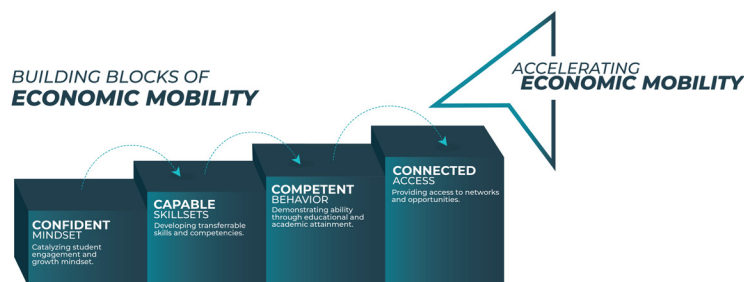 BUILDING BLOCKS OF
ECONOMIC MOBILITY
ACCELERATING
ECONOMIC MOBILITY
CONFIDENT
MINDSET
Catalyzing student
engagement and
growth mindset.
CAPABLE
SKILLSETS
Developing transferrable
skills and competencies.
COMPETENT
BEHAVIOR
Demonstrating ability
through educational and
academic attainment.
CONNECTED
ACCESS
Providing access to networks
and opportunities.